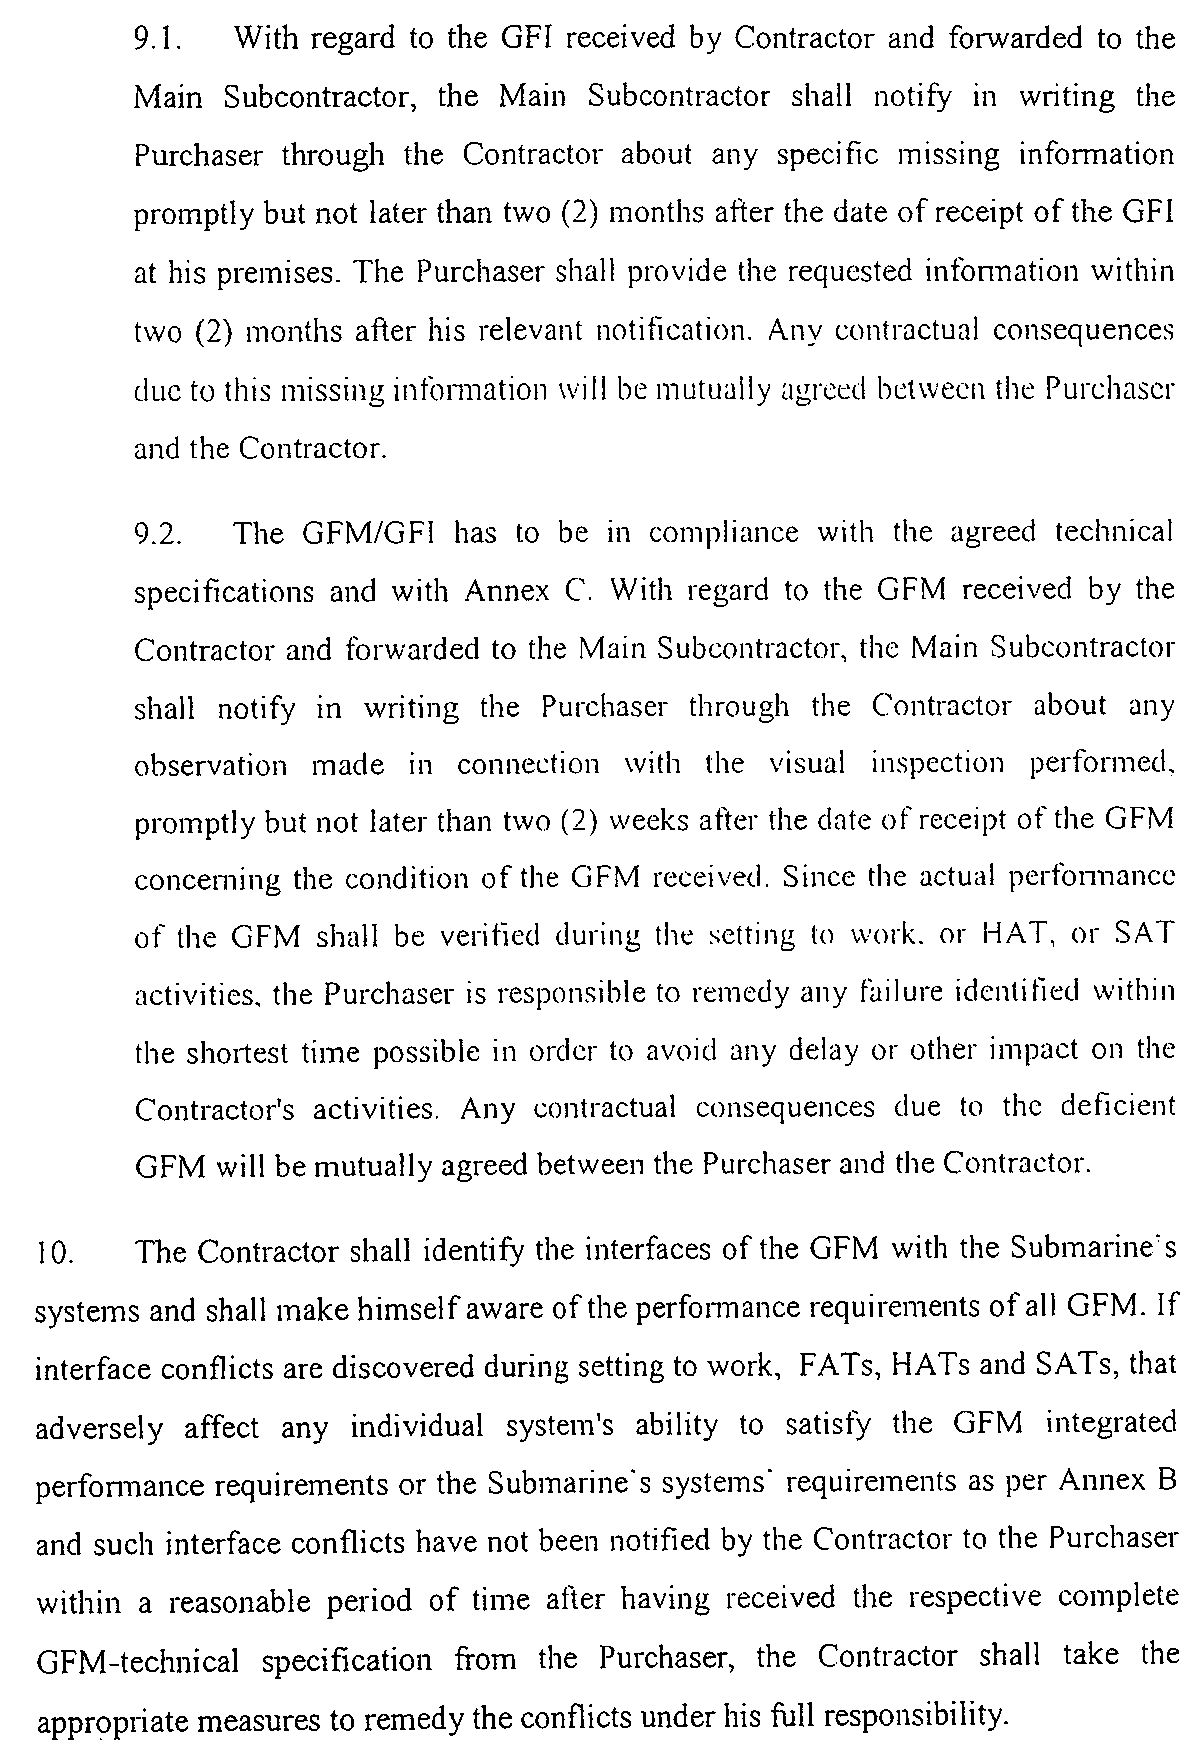 9.1. With regard to the GFI received by Contractor and forwarded to the
Main Subcontractor, the Main Subcontractor shall notify in writing the
Purchaser through the Contractor about any specific missing information
promptly but not later than two (2) months after the date of receipt of the GFI
at his premises. The Purchaser shall provide the requested information within
two (2) months after his relevant notification. Any contractual consequences
due to this missing information will be mutually agreed between the Purchaser
and the Contractor.
9.2. The GFM/GFI has to be in compliance with the agreed technical
specifications and with Annex C. With regard to the GFM received by the
Contractor and forwarded to the Main Subcontractor, the Main Subcontractor
shall notify in writing the Purchaser through the Contractor about any
observation made in connection with the visual inspection performed,
promptly but not later than two (2) weeks after the date of receipt of the GFM
concerning the condition of the GFM received. Since the actual performance
of the GFM shall be verified during the setting to work. or HAT, or SAT
activities, the Purchaser is responsible to remedy any failure identified within
the shortest time possible in order to avoid any delay or other impact on the
Contractor's activities. Any contractual consequences due to the deficient
GFM will be mutually agreed between the Purchaser and the Contractor.
10. The Contractor shall identify the interfaces of the GFM with the Submarine's
systems and shall make himself aware of the performance requirements of all GFM. If
interface conflicts are discovered during setting to work, FATs, HATs and SATs, that
adversely affect any individual system's ability to satisfy the GFM integrated
performance requirements or the Submarine's systems' requirements as per Annex B
and such interface conflicts have not been notified by the Contractor to the Purchaser
within a reasonable period of time after having received the respective complete
GFM-technical specification from the Purchaser, the Contractor shall take the
appropriate measures to remedy the conflicts under his full responsibility.